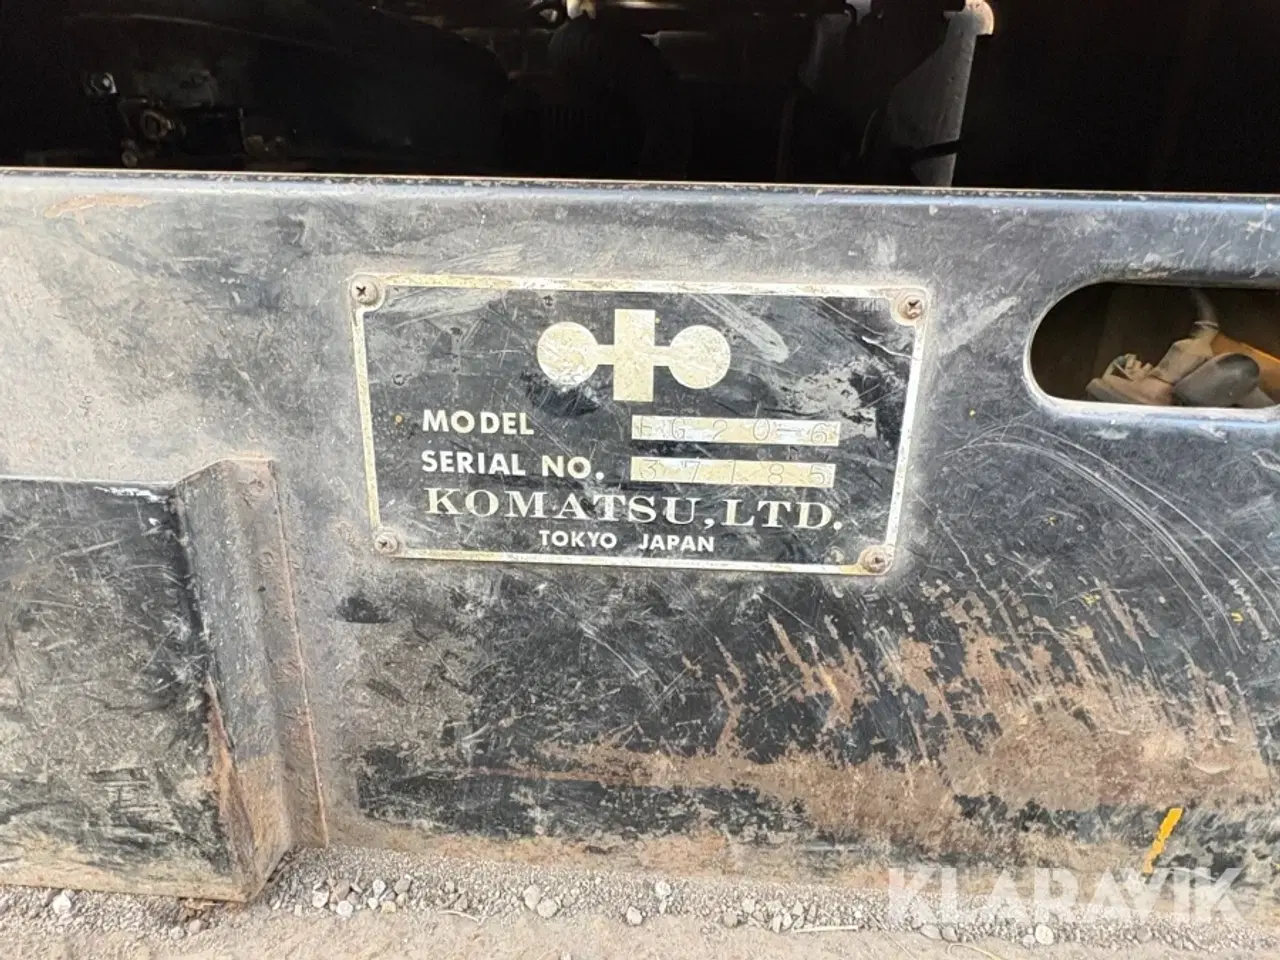 MODEL FG20-6
SERIAL NO. 37185
KOMATSU, LTD.
TOKYO JAPAN
KLARAVIK